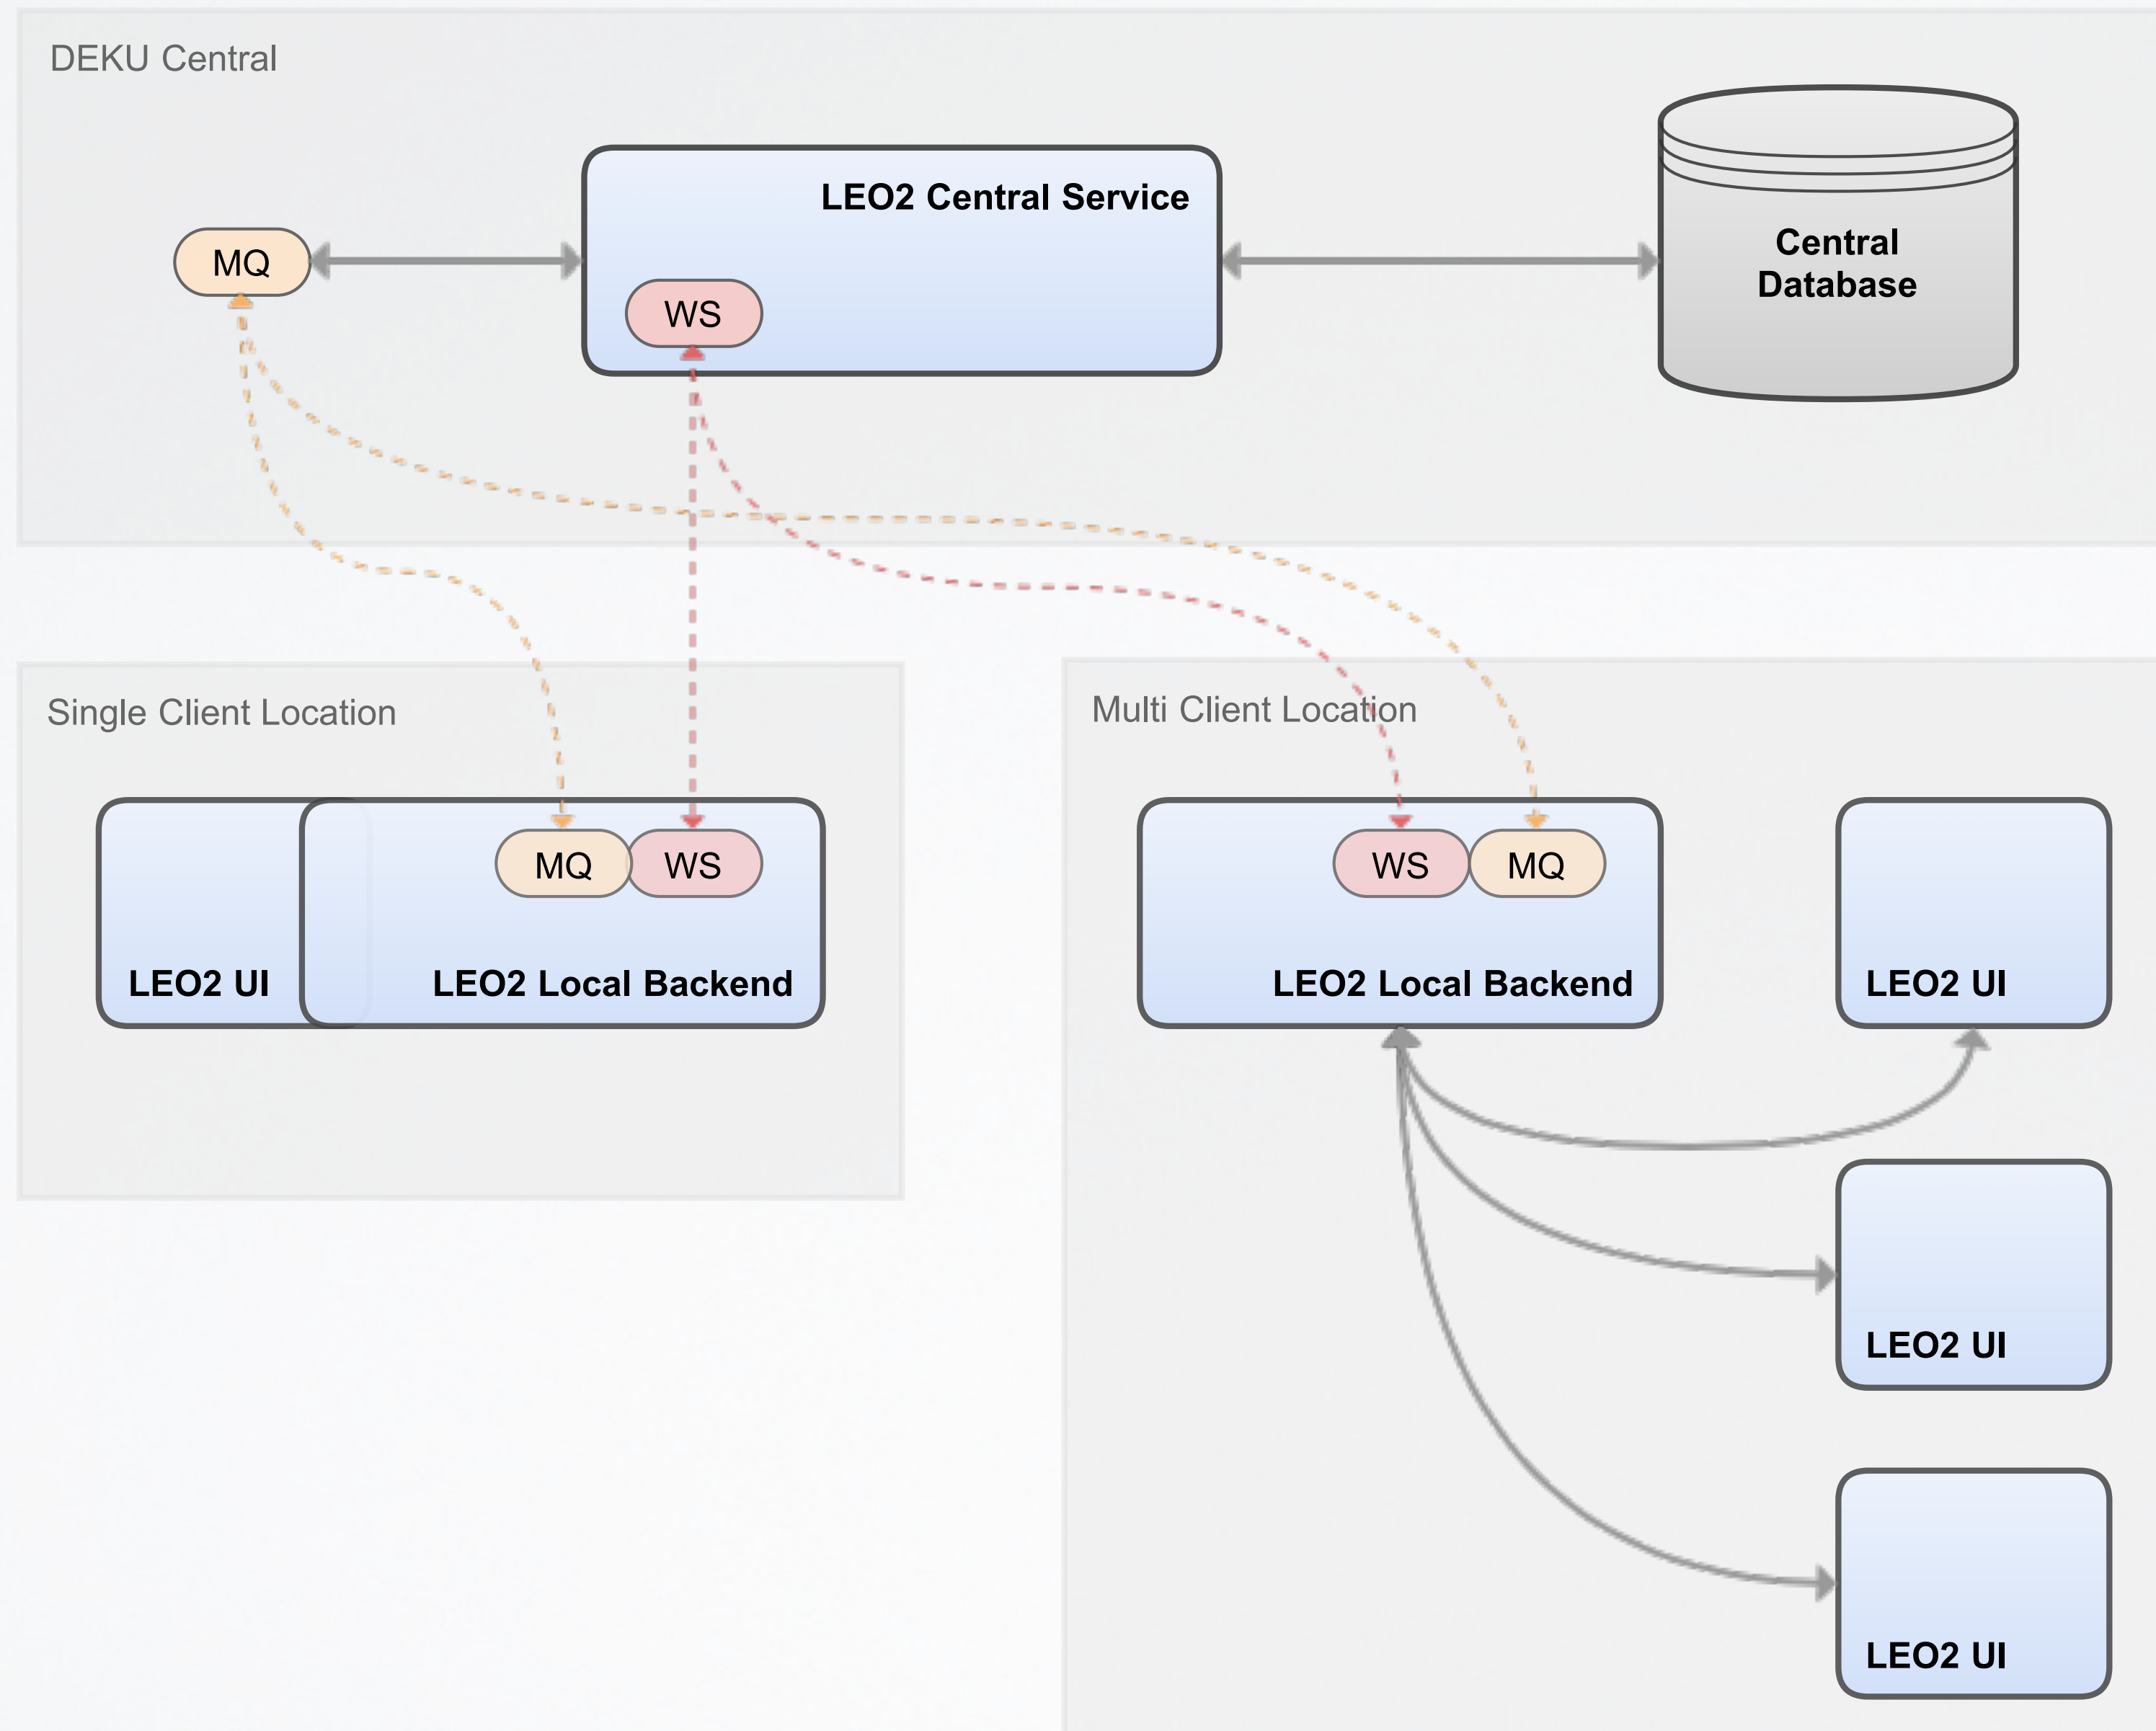 DEKU Central
LEO2 Central Service
MQ
WS
Central
Database
Single Client Location
MQ
WS
LEO2 UI
LEO2 Local Backend
Multi Client Location
WS
MQ
LEO2 Local Backend
LEO2 UI
LEO2 UI
LEO2 UI